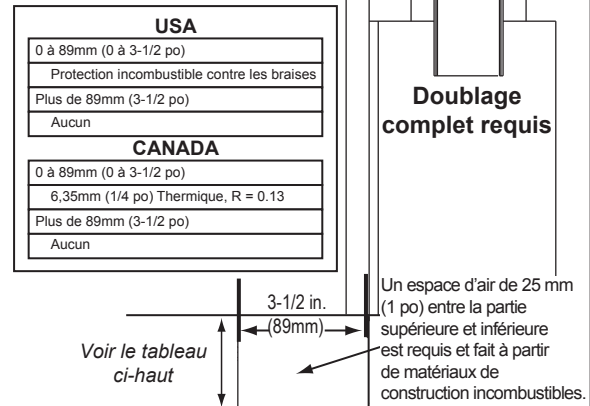 USA
0 à 89mm (0 à 3-1/2 po)
Protection incombustible contre les braises
Plus de 89mm (3-1/2 po)
Aucun
CANADA
0 à 89mm (0 à 3-1/2 po)
6,35mm (1/4 po) Thermique, R = 0.13
Plus de 89mm (3-1/2 po)
Aucun
Doublage
complet requis
3-1/2 in.
(89mm)
Voir le tableau
ci-haut
Un espace d'air de 25 mm
(1 po) entre la partie
supérieure et inférieure
est requis et fait à partir
de matériaux de
construction incombustibles.